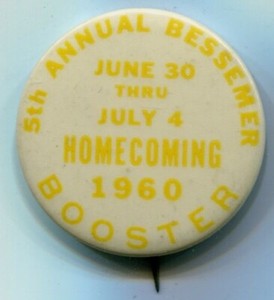 5th ANNUAL BESSEMER
JUNE 30
THRU
JULY 4
HOMECOMING
1960
BOOSTER